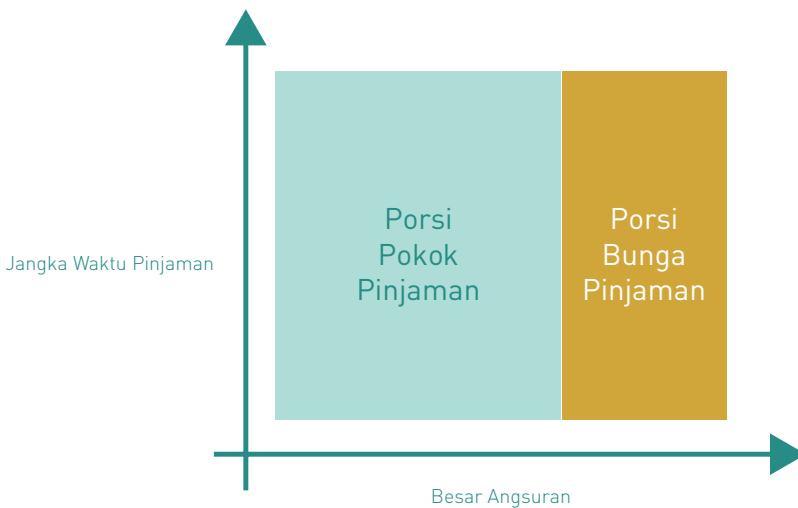 Jangka Waktu Pinjaman
Porsi
Pokok
Pinjaman
Porsi
Bunga
Pinjaman
Besar Angsuran